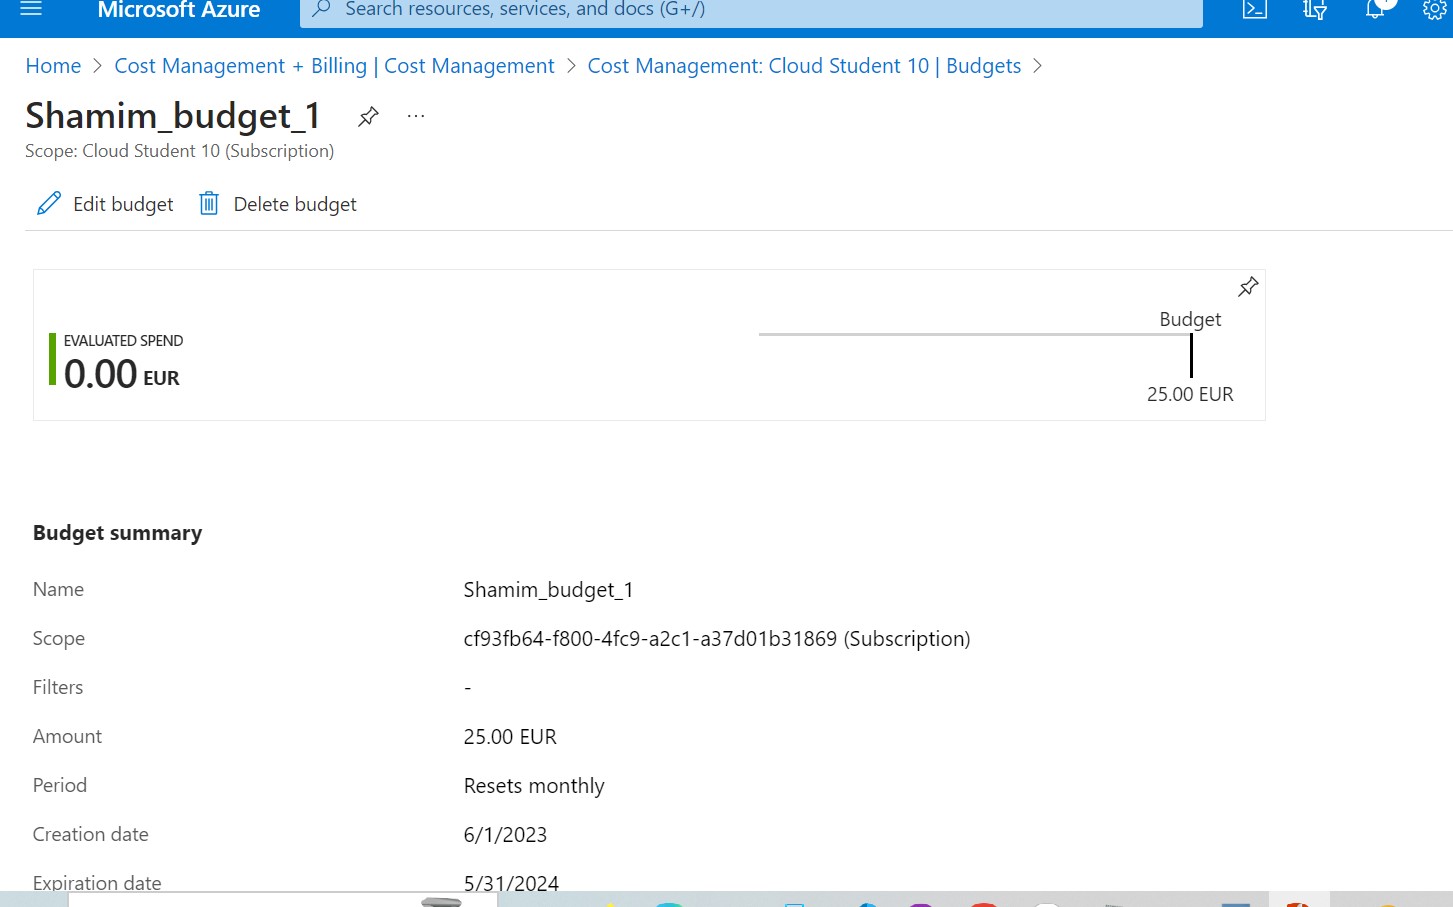 Microsoft Azure
Search resources, services, and docs (G+/)
Home > Cost Management + Billing | Cost Management > Cost Management: Cloud Student 10 | Budgets >
Shamim_budget_1 ...
Scope: Cloud Student 10 (Subscription)
Edit budget Delete budget
Budget
EVALUATED SPEND
0.00 EUR
25.00 EUR
Budget summary
Name Shamim_budget_1
Scope cf93fb64-f800-4fc9-a2c1-a37d01b31869 (Subscription)
Filters -
Amount 25.00 EUR
Period Resets monthly
Creation date 6/1/2023
Expiration date 5/31/2024